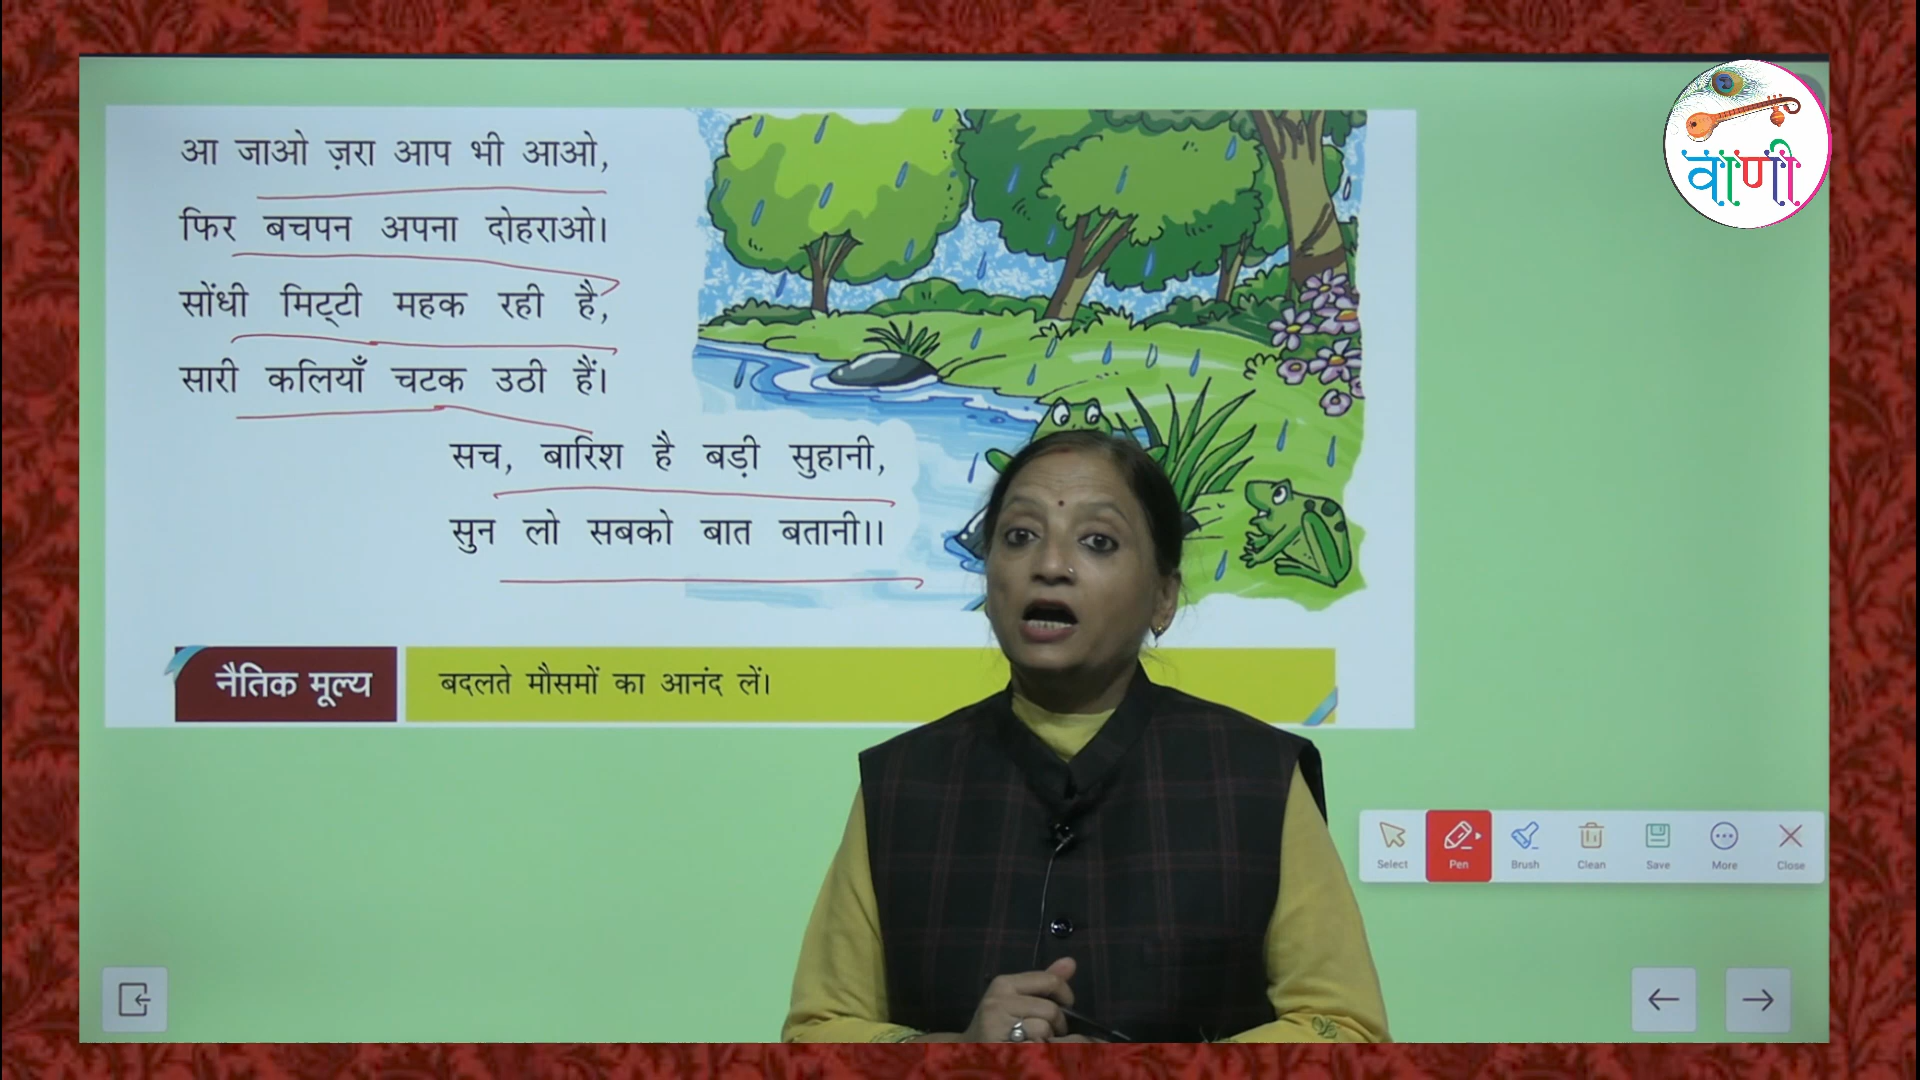 आ जाओ ज़रा आप भी आओ,
फिर बचपन अपना दोहराओ।
सोंधी मिट्टी महक रही है,
सारी कलियाँ चटक उठी हैं।
सच, बारिश है बड़ी सुहानी,
सुन लो सबको बात बतानी।।
नैतिक मूल्य
बदलते मौसमों का आनंद लें।
वाणी
Select Pen Brush Clean Save More Close